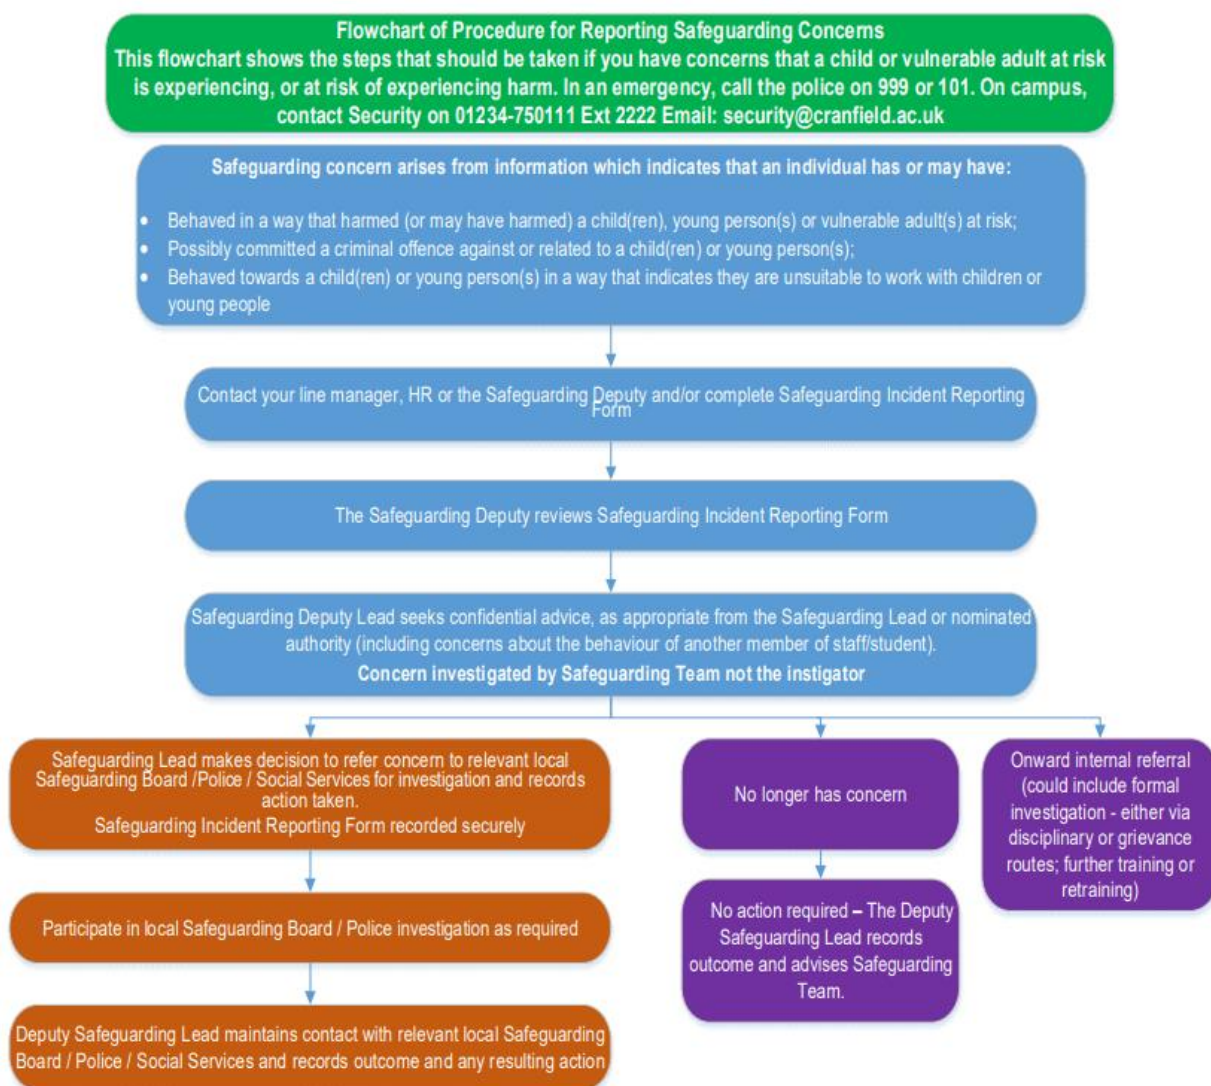 Flowchart of Procedure for Reporting Safeguarding Concerns
This flowchart shows the steps that should be taken if you have concerns that a child or vulnerable adult at risk
is experiencing, or at risk of experiencing harm. In an emergency, call the police on 999 or 101. On campus,
contact Security on 01234-750111 Ext 2222 Email: security@cranfield.ac.uk
Safeguarding concern arises from information which indicates that an individual has or may have:
• Behaved in a way that harmed (or may have harmed) a child(ren), young person(s) or vulnerable adult(s) at risk;
• Possibly committed a criminal offence against or related to a child(ren) or young person(s);
• Behaved towards a child(ren) or young person(s) in a way that indicates they are unsuitable to work with children or
young people
Contact your line manager, HR or the Safeguarding Deputy and/or complete Safeguarding Incident Reporting
Form
The Safeguarding Deputy reviews Safeguarding Incident Reporting Form
Safeguarding Deputy Lead seeks confidential advice, as appropriate from the Safeguarding Lead or nominated
authority (including concerns about the behaviour of another member of staff/student).
Concern investigated by Safeguarding Team not the instigator
Safeguarding Lead makes decision to refer concern to relevant local
Safeguarding Board /Police / Social Services for investigation and records
action taken.
Safeguarding Incident Reporting Form recorded securely
Participate in local Safeguarding Board / Police investigation as required
Deputy Safeguarding Lead maintains contact with relevant local Safeguarding
Board / Police / Social Services and records outcome and any resulting action
No longer has concern
No action required – The Deputy
Safeguarding Lead records
outcome and advises Safeguarding
Team.
Onward internal referral
(could include formal
investigation - either via
disciplinary or grievance
routes; further training or
retraining)